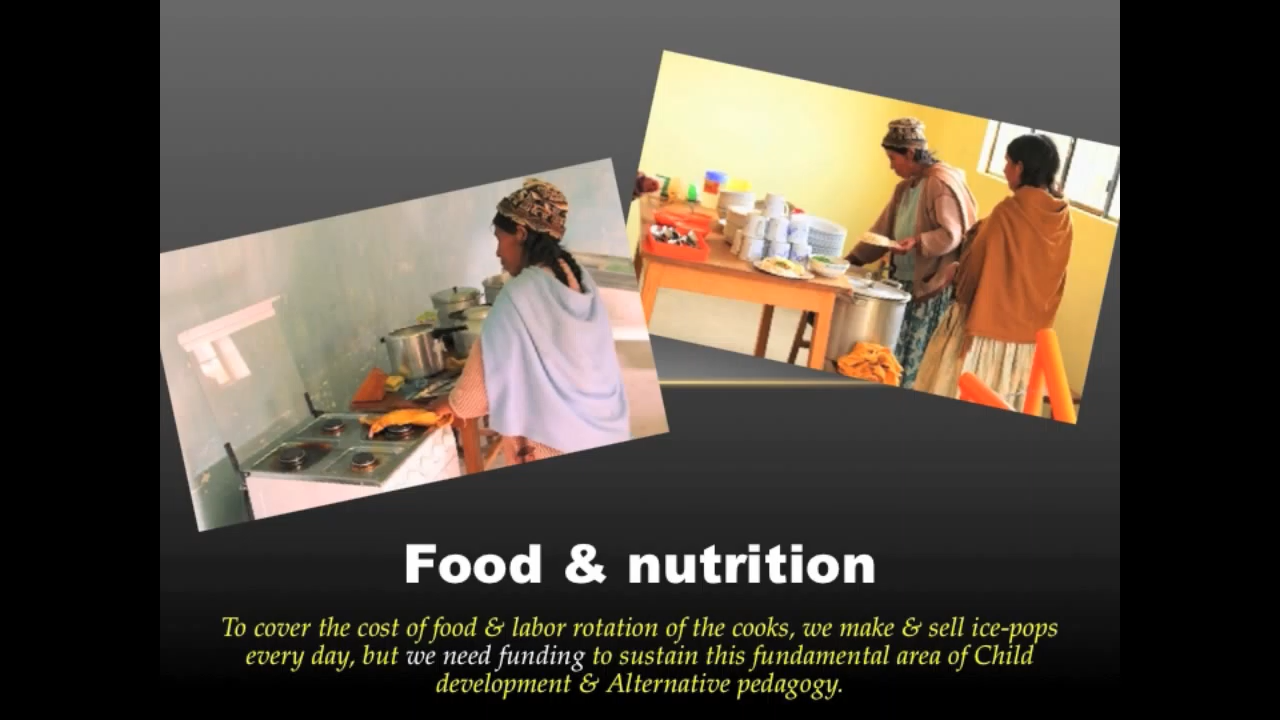 Food & nutrition
To cover the cost of food & labor rotation of the cooks, we make & sell ice-pops
every day, but we need funding to sustain this fundamental area of Child
development & Alternative pedagogy.